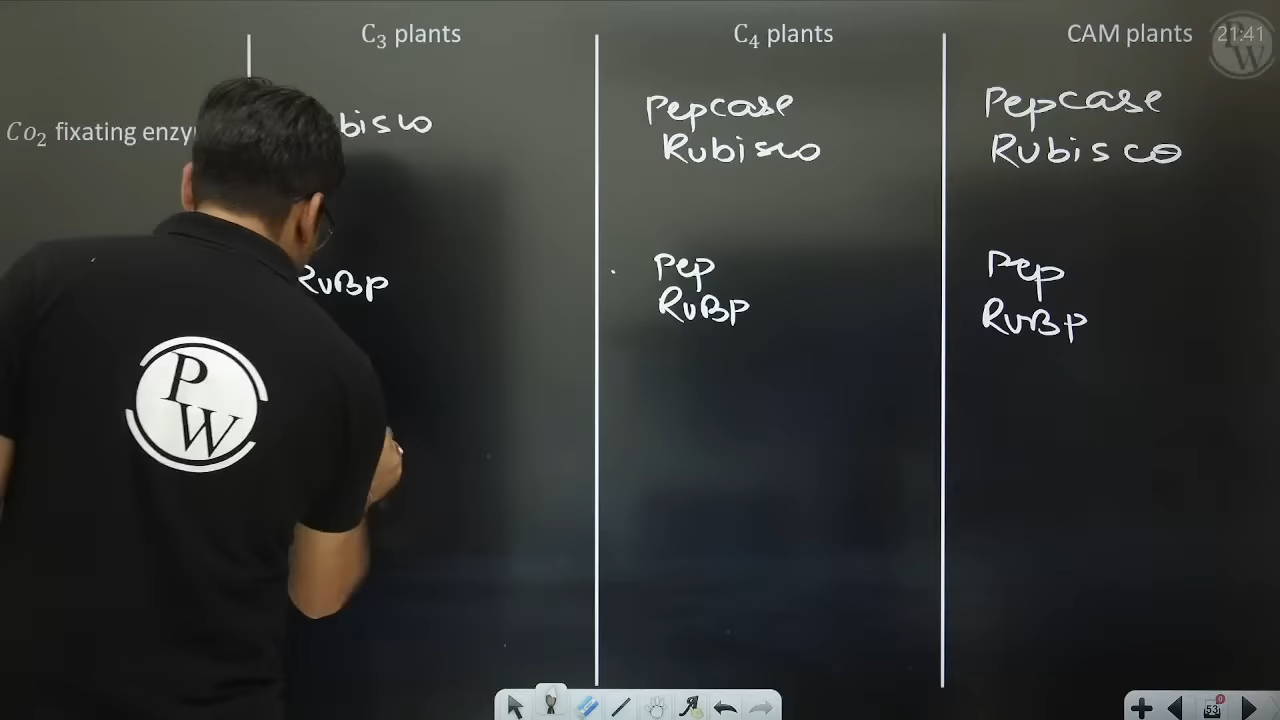 C₃ plants
C₄ plants
CAM plants
21:41
Co₂ fixating enzy
bisco
Pepcase
Rubisco
Pepcase
Rubisco
RuBP
Pep
RuBP
Pep
RuBP
P
W
53